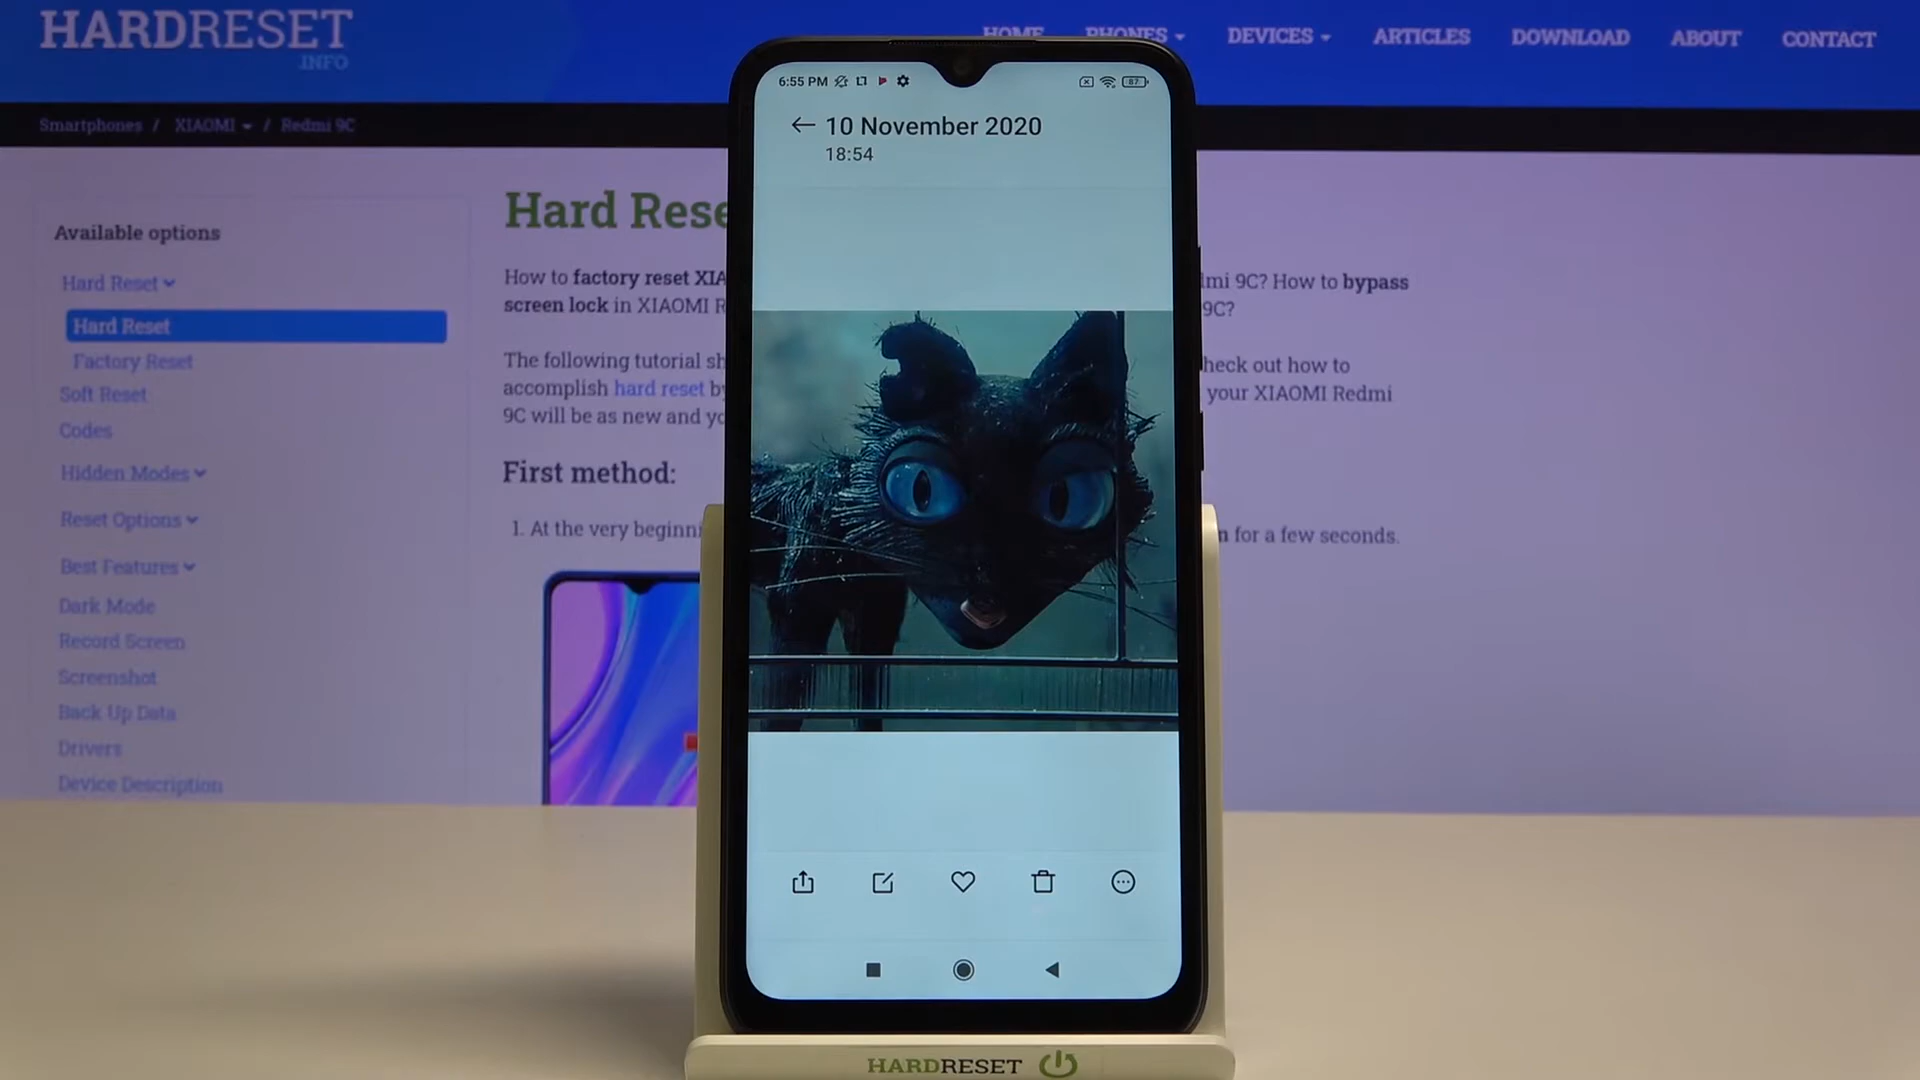 HARDRESET
.INFO
HOME PHONES DEVICES ARTICLES DOWNLOAD ABOUT CONTACT
Smartphones / XIAOMI / Redmi 9C
Available options
Hard Reset
Hard Reset
Factory Reset
Soft Reset
Codes
Hidden Modes
Reset Options
Best Features
Dark Mode
Record Screen
Screenshot
Back Up Data
Drivers
Device Description
Hard Rese
How to factory reset XIA
dmi 9C? How to bypass
screen lock in XIAOMI R
9C?
The following tutorial sh
heck out how to
accomplish hard reset by
your XIAOMI Redmi
9C will be as new and yo
First method:
1. At the very beginni
n for a few seconds.
6:55 PM
87
10 November 2020
18:54
HARDRESET